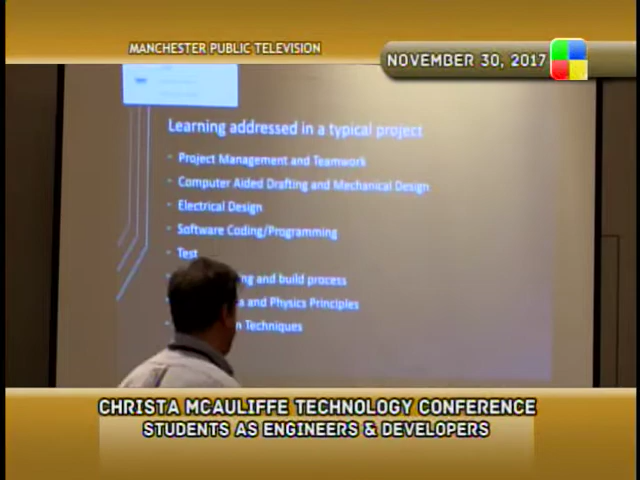 MANCHESTER PUBLIC TELEVISION
NOVEMBER 30, 2017
Learning addressed in a typical project
- Project Management and Teamwork
- Computer Aided Drafting and Mechanical Design
- Electrical Design
- Software Coding/Programming
- Test
and build process
and Physics Principles
Techniques
CHRISTA MCAULIFFE TECHNOLOGY CONFERENCE
STUDENTS AS ENGINEERS & DEVELOPERS